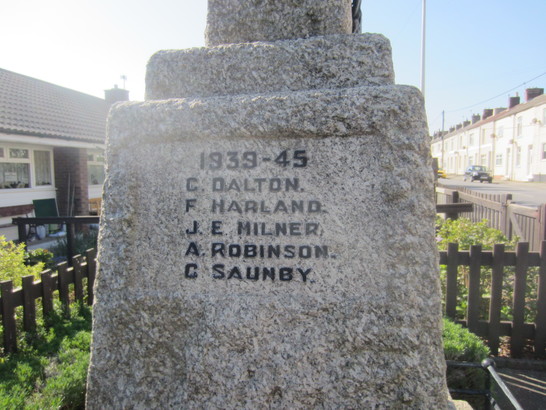 1939-45
C. DALTON.
F. HARLAND.
J. E. MILNER.
A. ROBINSON.
C. SAUNBY.